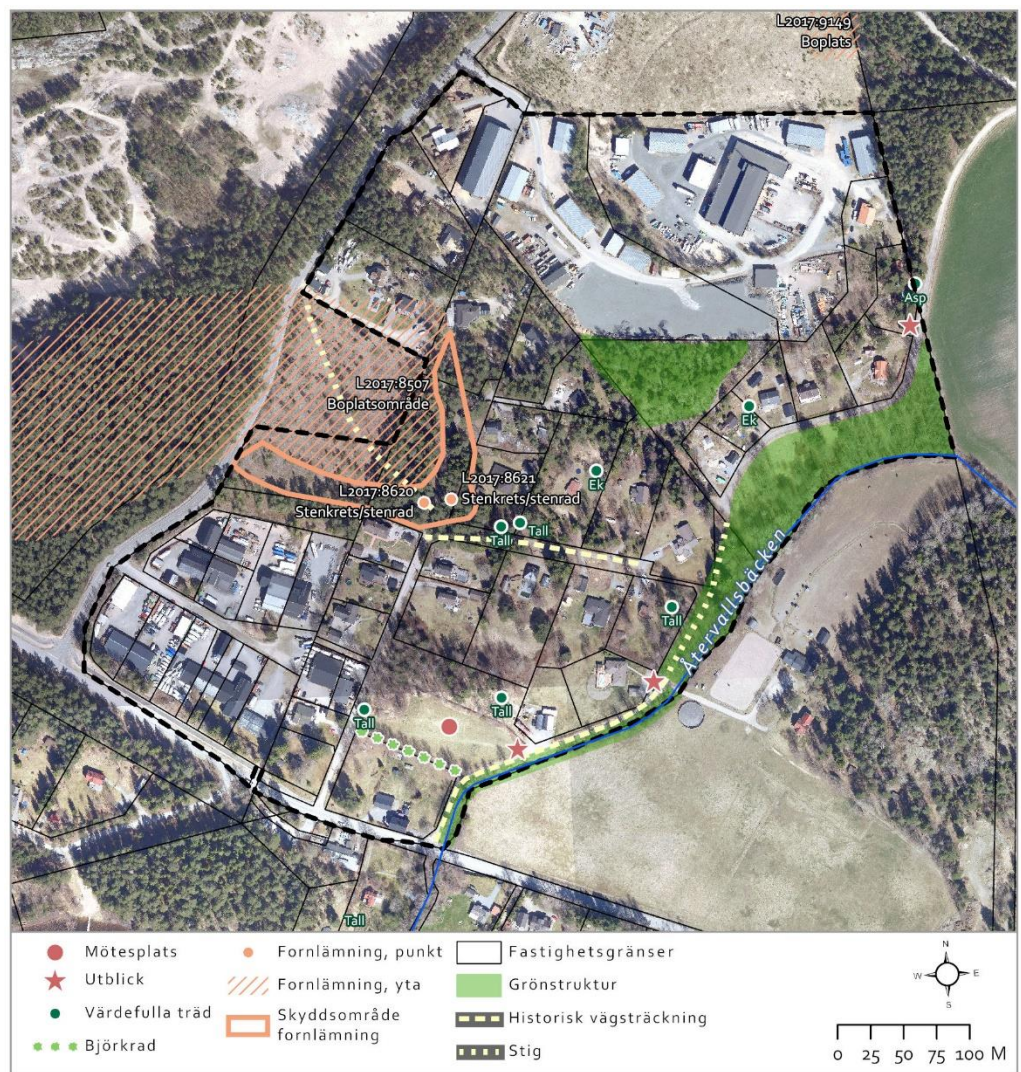 L2017:9149
Boplats
Asp
L2017:8507
Boplatsområde
Ek
Ek
L2017:8621
Stenkrets/stenrad
L2017:8620
Stenkrets/stenrad
Tall
Tall
Tall
Återvallsbäcken
Tall
Tall
Tall
Mötesplats
Utblick
Värdefulla träd
Björkrad
Fornlämning, punkt
Fornlämning, yta
Skyddsområde
fornlämning
Fastighetsgränser
Grönstruktur
Historisk vägsträckning
Stig
N
W E
S
0 25 50 75 100 M